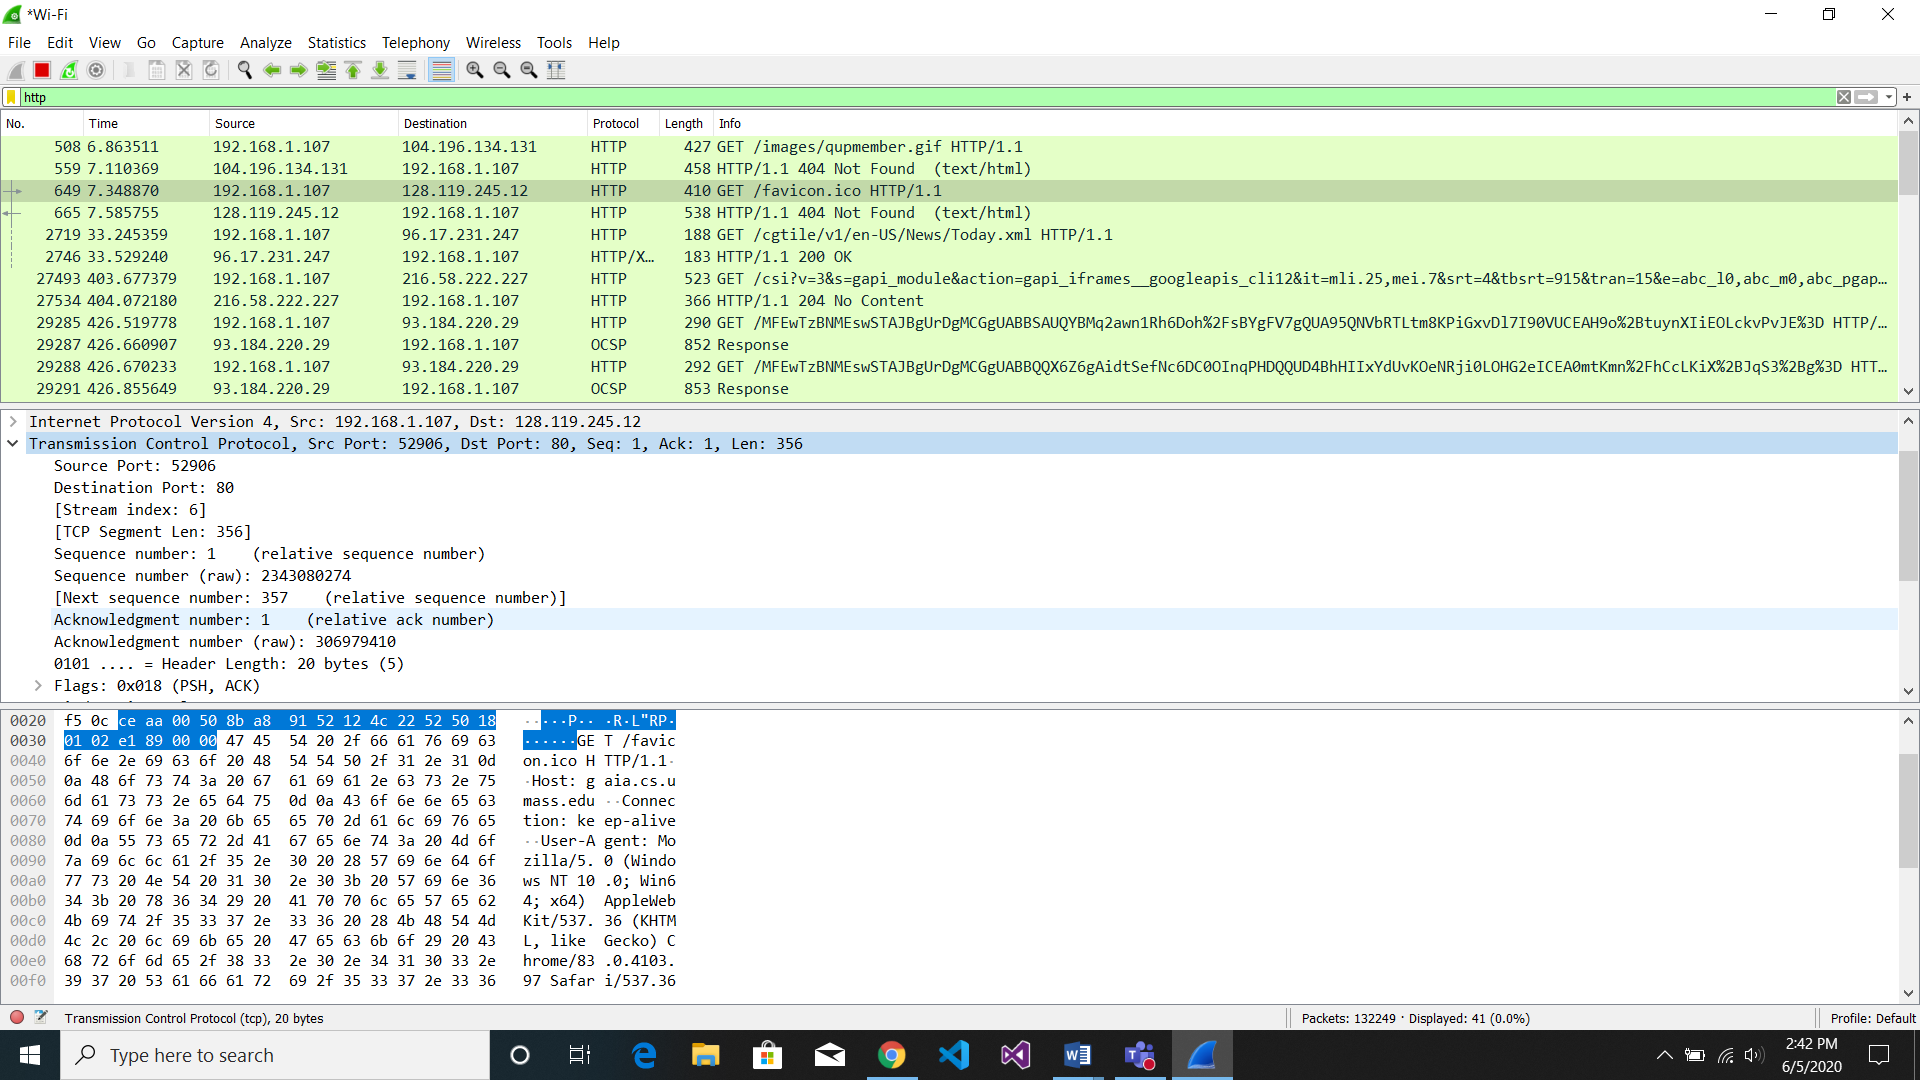 *Wi-Fi
File Edit View Go Capture Analyze Statistics Telephony Wireless Tools Help
http
No. Time Source Destination Protocol Length Info
508 6.863511 192.168.1.107 104.196.134.131 HTTP 427 GET /images/qupmember.gif HTTP/1.1
559 7.110369 104.196.134.131 192.168.1.107 HTTP 458 HTTP/1.1 404 Not Found (text/html)
649 7.348870 192.168.1.107 128.119.245.12 HTTP 410 GET /favicon.ico HTTP/1.1
665 7.585755 128.119.245.12 192.168.1.107 HTTP 538 HTTP/1.1 404 Not Found (text/html)
2719 33.245359 192.168.1.107 96.17.231.247 HTTP 188 GET /cgtile/v1/en-US/News/Today.xml HTTP/1.1
2746 33.529240 96.17.231.247 192.168.1.107 HTTP/X… 183 HTTP/1.1 200 OK
27493 403.677379 192.168.1.107 216.58.222.227 HTTP 523 GET /csi?v=3&s=gapi_module&action=gapi_iframes__googleapis_cli12&it=mli.25,mei.7&srt=4&tbsrt=915&tran=15&e=abc_l0,abc_m0,abc_pgap…
27534 404.072180 216.58.222.227 192.168.1.107 HTTP 366 HTTP/1.1 204 No Content
29285 426.519778 192.168.1.107 93.184.220.29 HTTP 290 GET /MFEwTzBNMEswSTAJBgUrDgMCGgUABBSAUQYBMq2awn1Rh6Doh%2FsBYgFV7gQUA95QNVbRTLtm8KPiGxvDl7I90VUCEAH9o%2BtuynXIiEOLckvPvJE%3D HTTP/…
29287 426.660907 93.184.220.29 192.168.1.107 OCSP 852 Response
29288 426.670233 192.168.1.107 93.184.220.29 HTTP 292 GET /MFEwTzBNMEswSTAJBgUrDgMCGgUABBQQX6Z6gAidtSefNc6DC0OInqPHDQQUD4BhHIIxYdUvKOeNRji0LOHG2eICEA0mtKmn%2FhCcLKiX%2BJqS3%2Bg%3D HTT…
29291 426.855649 93.184.220.29 192.168.1.107 OCSP 853 Response
Internet Protocol Version 4, Src: 192.168.1.107, Dst: 128.119.245.12
Transmission Control Protocol, Src Port: 52906, Dst Port: 80, Seq: 1, Ack: 1, Len: 356
Source Port: 52906
Destination Port: 80
[Stream index: 6]
[TCP Segment Len: 356]
Sequence number: 1 (relative sequence number)
Sequence number (raw): 2343080274
[Next sequence number: 357 (relative sequence number)]
Acknowledgment number: 1 (relative ack number)
Acknowledgment number (raw): 306979410
0101 .... = Header Length: 20 bytes (5)
Flags: 0x018 (PSH, ACK)
0020 f5 0c ce aa 00 50 8b a8 91 52 12 4c 22 52 50 18 ·····P·· ·R·L"RP·
0030 01 02 e1 89 00 00 47 45 54 20 2f 66 61 76 69 63 ······GE T /favic
0040 6f 6e 2e 69 63 6f 20 48 54 54 50 2f 31 2e 31 0d on.ico H TTP/1.1·
0050 0a 48 6f 73 74 3a 20 67 61 69 61 2e 63 73 2e 75 ·Host: g aia.cs.u
0060 6d 61 73 73 2e 65 64 75 0d 0a 43 6f 6e 6e 65 63 mass.edu ··Connec
0070 74 69 6f 6e 3a 20 6b 65 65 70 2d 61 6c 69 76 65 tion: ke ep-alive
0080 0d 0a 55 73 65 72 2d 41 67 65 6e 74 3a 20 4d 6f ··User-A gent: Mo
0090 7a 69 6c 6c 61 2f 35 2e 30 20 28 57 69 6e 64 6f zilla/5. 0 (Windo
00a0 77 73 20 4e 54 20 31 30 2e 30 3b 20 57 69 6e 36 ws NT 10 .0; Win6
00b0 34 3b 20 78 36 34 29 20 41 70 70 6c 65 57 65 62 4; x64) AppleWeb
00c0 4b 69 74 2f 35 33 37 2e 33 36 20 28 4b 48 54 4d Kit/537. 36 (KHTM
00d0 4c 2c 20 6c 69 6b 65 20 47 65 63 6b 6f 29 20 43 L, like Gecko) C
00e0 68 72 6f 6d 65 2f 38 33 2e 30 2e 34 31 30 33 2e hrome/83 .0.4103.
00f0 39 37 20 53 61 66 61 72 69 2f 35 33 37 2e 33 36 97 Safar i/537.36
Transmission Control Protocol (tcp), 20 bytes Packets: 132249 · Displayed: 41 (0.0%) Profile: Default
Type here to search
2:42 PM
6/5/2020